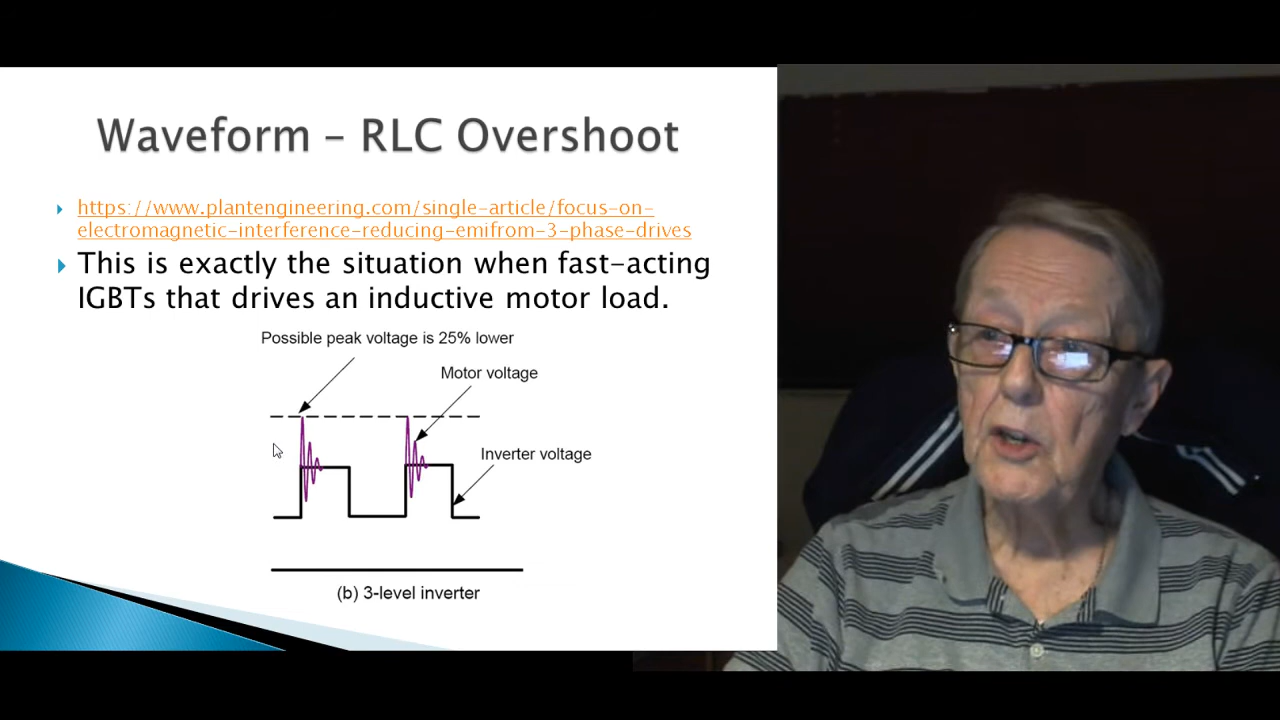 Waveform – RLC Overshoot
https://www.plantengineering.com/single-article/focus-on-
electromagnetic-interference-reducing-emifrom-3-phase-drives
This is exactly the situation when fast-acting
IGBTs that drives an inductive motor load.
Possible peak voltage is 25% lower
Motor voltage
Inverter voltage
(b) 3-level inverter